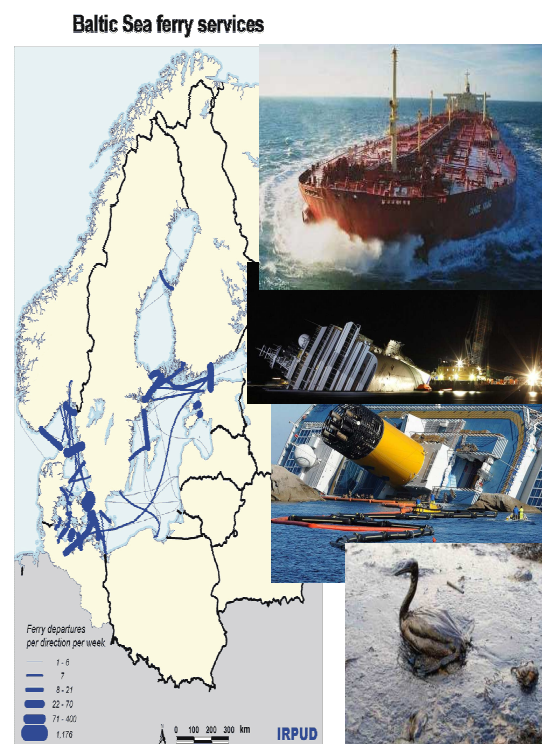 Baltic Sea ferry services
Ferry departures
per direction per week
1 - 6
7
8 - 21
22 - 70
71 - 400
1,176
N
0 100 200 300 km
IRPUD